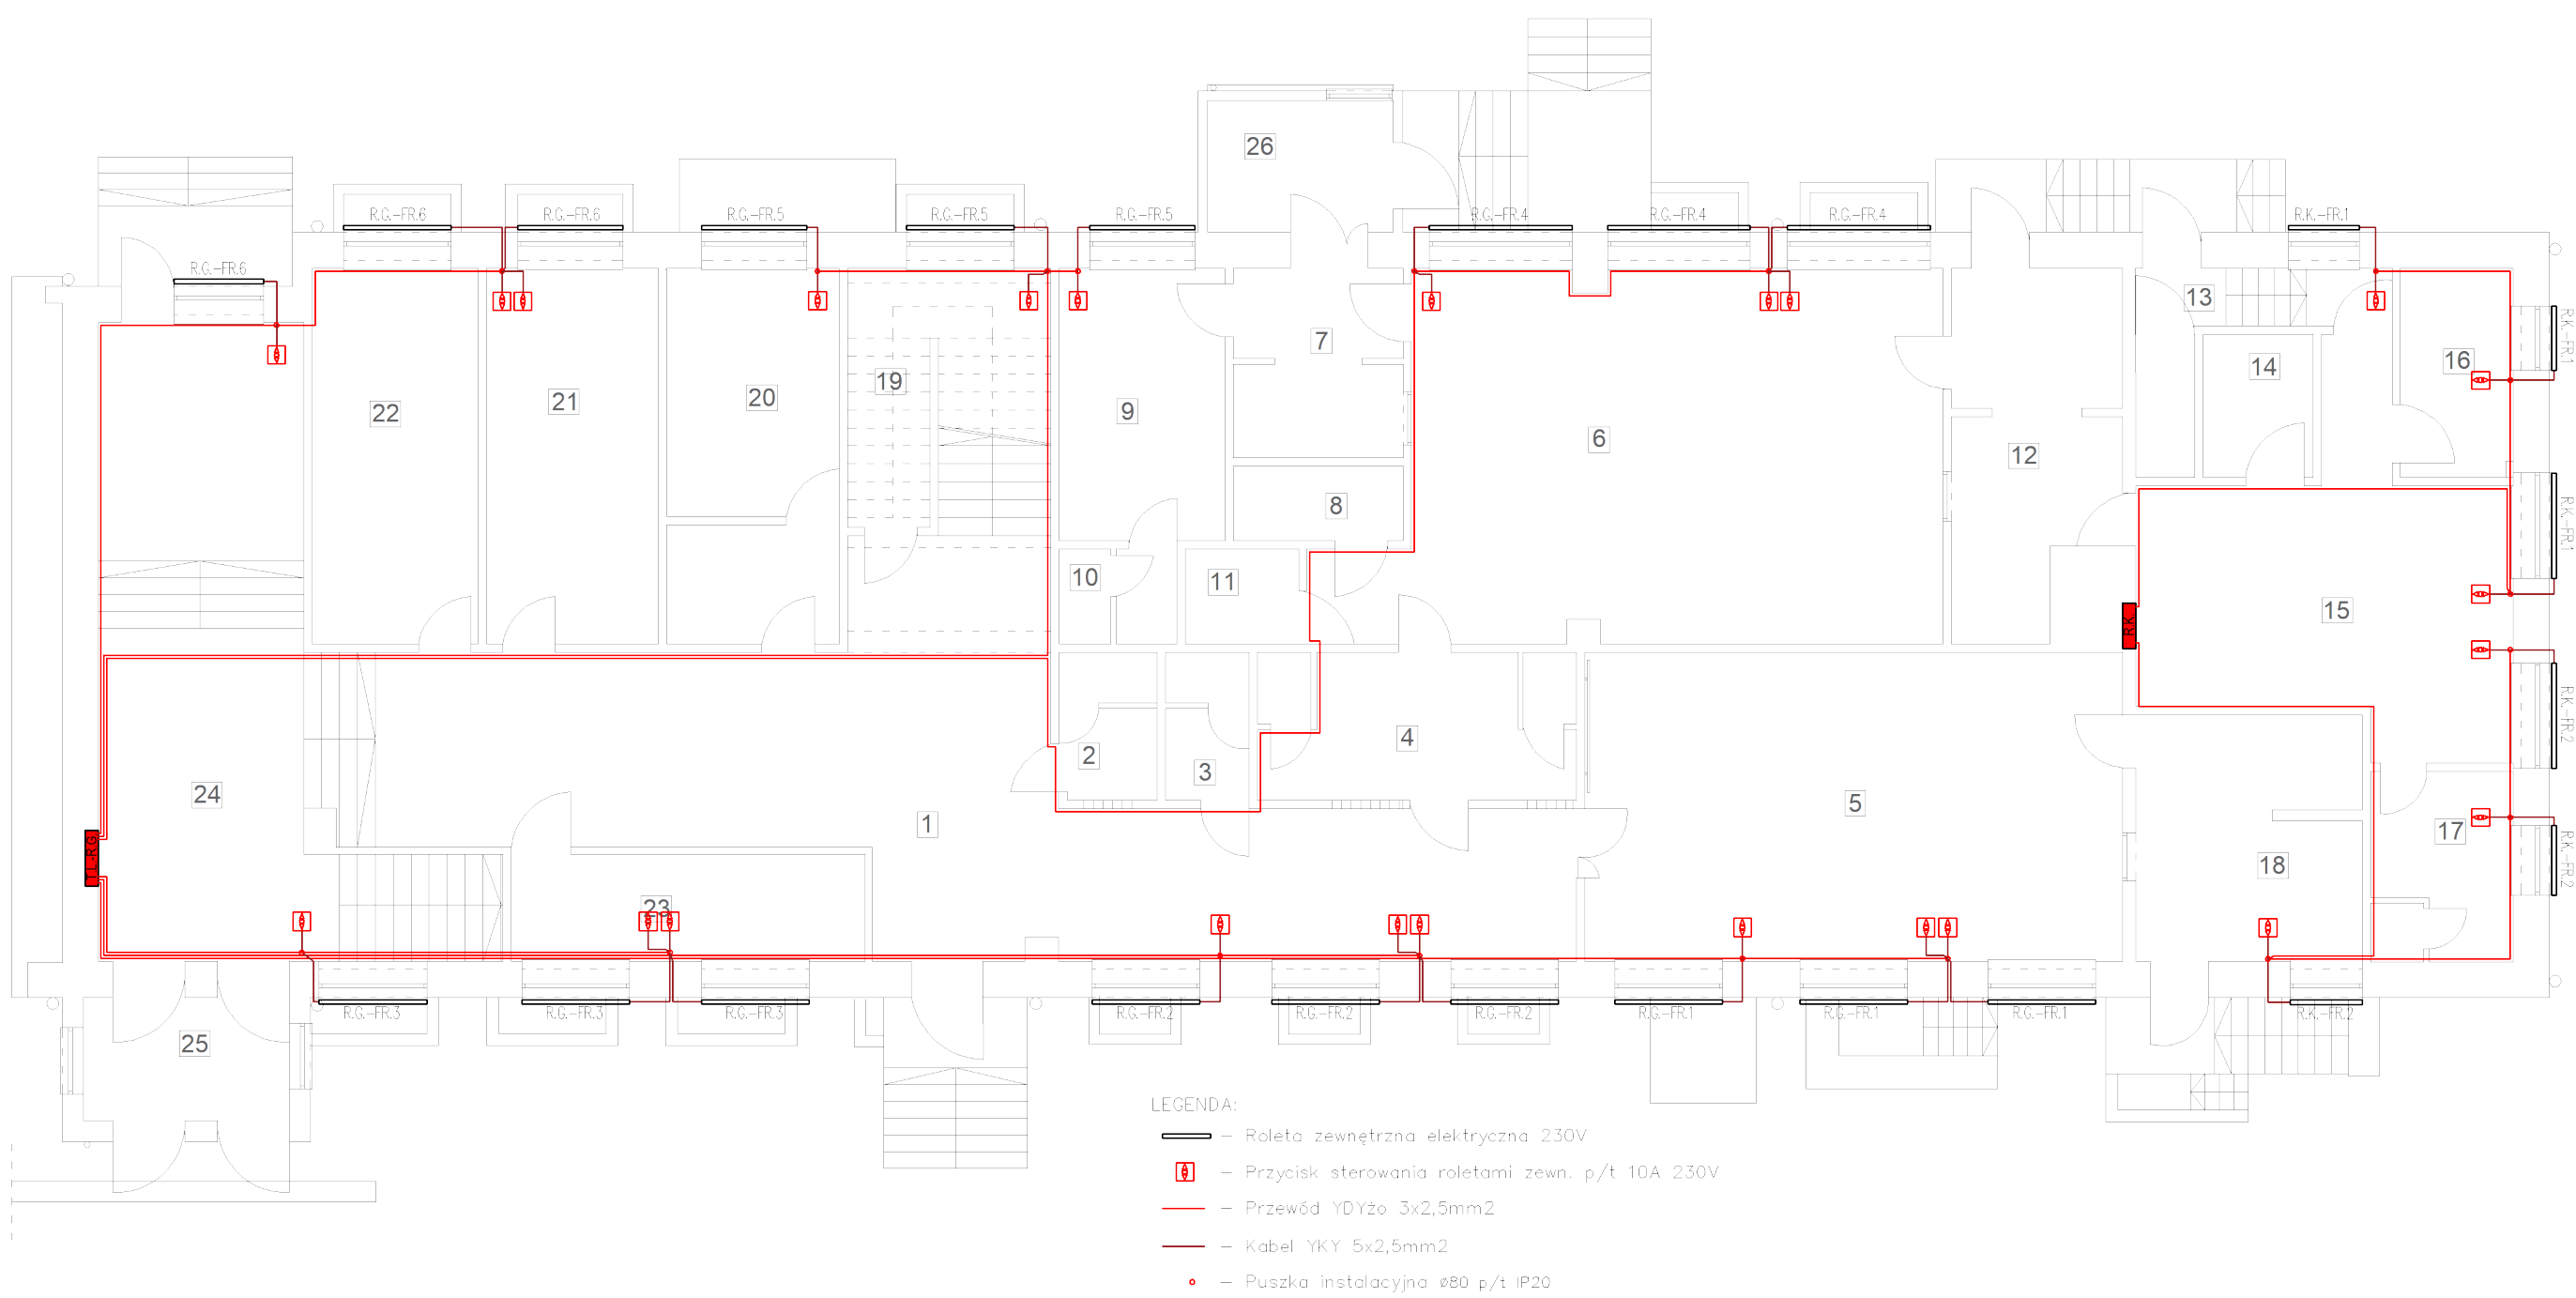 26
R.G.-FR.6
R.G.-FR.6
R.G.-FR.5
R.G.-FR.5
R.G.-FR.5
R.G.-FR.4
R.G.-FR.4
R.G.-FR.4
R.K.-FR.1
R.G.-FR.6
13
R.K.-FR.1
7
14
16
19
20
21
22
9
6
12
8
R.K.-FR.1
10
11
15
RK
R.K.-FR.2
4
2
3
24
5
1
17
18
R.K.-FR.2
TL-RG
23
R.G.-FR.3
R.G.-FR.3
R.G.-FR.3
R.G.-FR.2
R.G.-FR.2
R.G.-FR.2
R.G.-FR.1
R.G.-FR.1
R.G.-FR.1
R.K.-FR.2
25
LEGENDA:
– Roleta zewnętrzna elektryczna 230V
– Przycisk sterowania roletami zewn. p/t 10A 230V
– Przewód YDYżo 3x2,5mm2
– Kabel YKY 5x2,5mm2
– Puszka instalacyjna ø80 p/t IP20